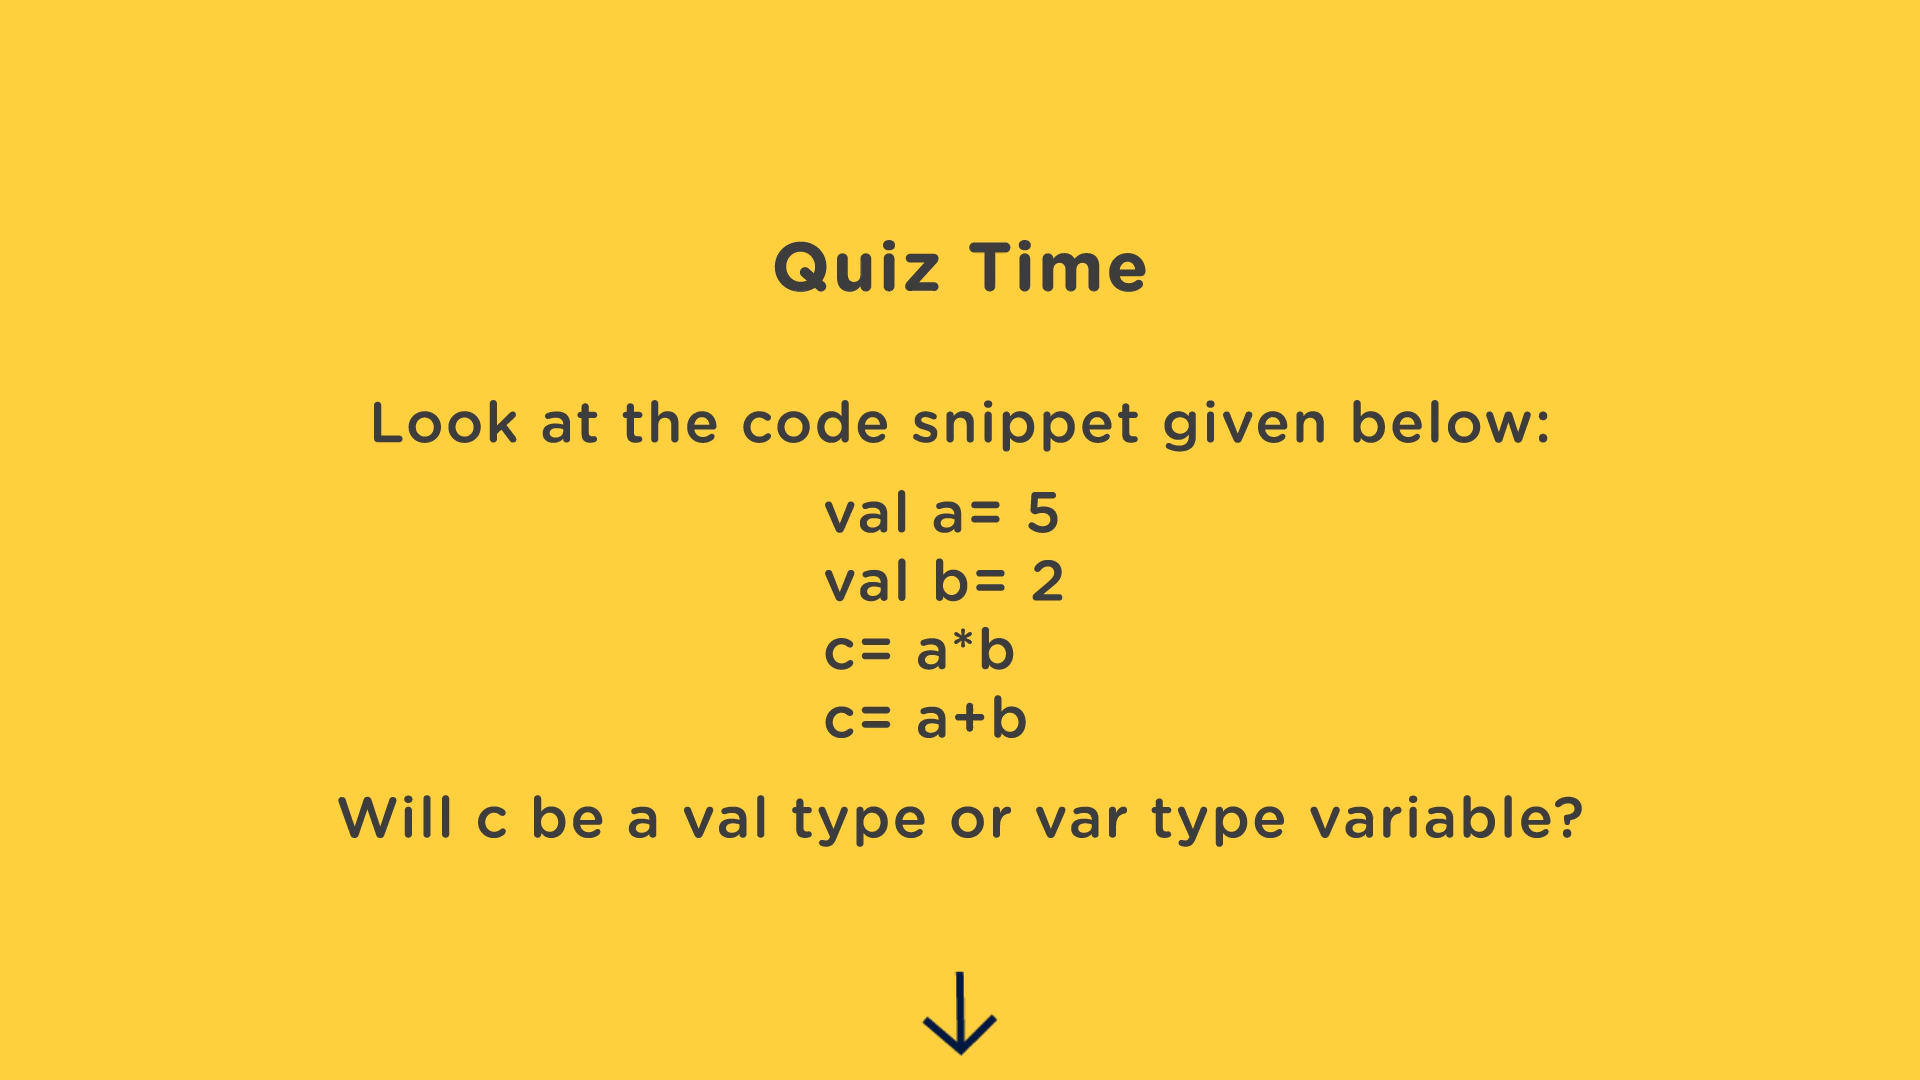 Quiz Time
Look at the code snippet given below:
val a= 5
val b= 2
c= a*b
c= a+b
Will c be a val type or var type variable?